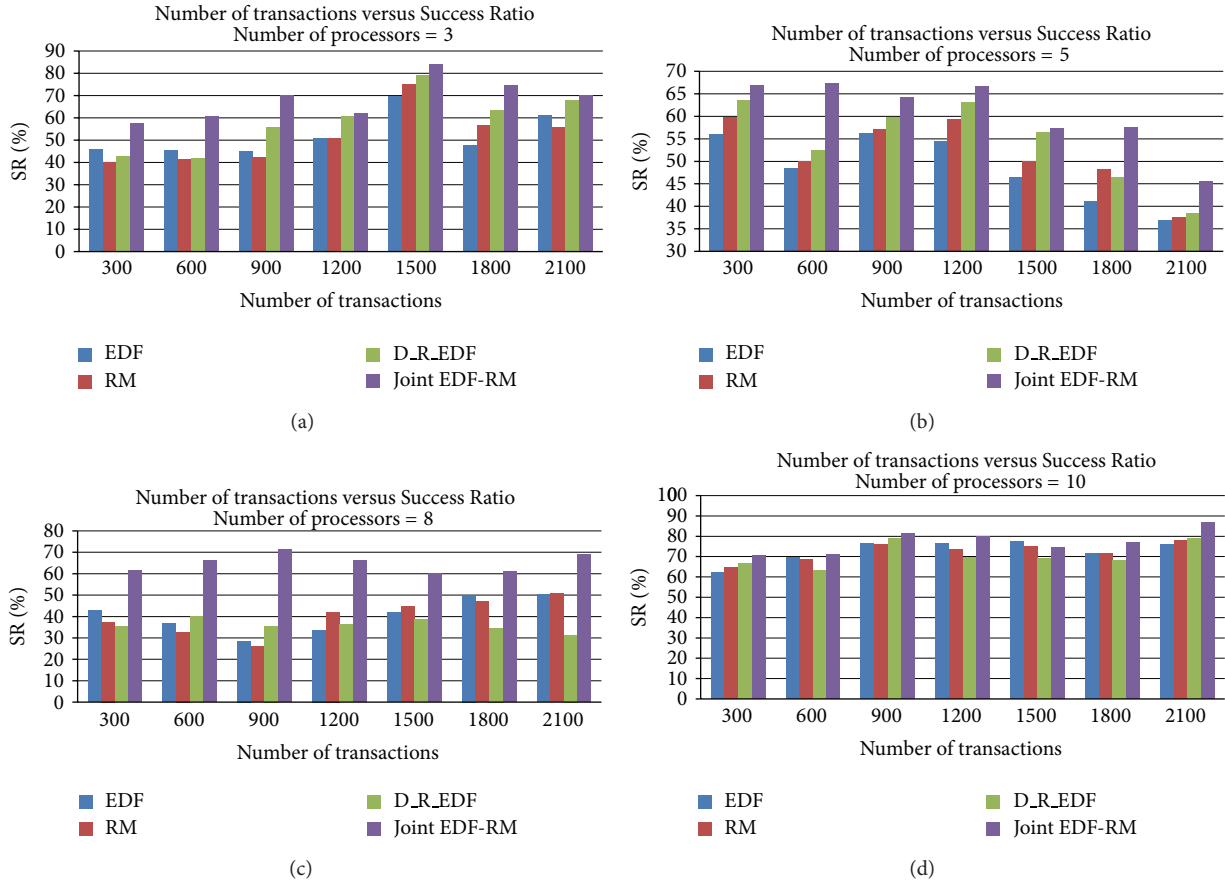 Number of transactions versus Success Ratio
Number of processors = 3
90
80
70
60
50
40
30
20
10
0
SR (%)
300 600 900 1200 1500 1800 2100
Number of transactions
EDF
RM
D_R_EDF
Joint EDF-RM
(a)
Number of transactions versus Success Ratio
Number of processors = 5
70
65
60
55
50
45
40
35
30
SR (%)
300 600 900 1200 1500 1800 2100
Number of transactions
EDF
RM
D_R_EDF
Joint EDF-RM
(b)
Number of transactions versus Success Ratio
Number of processors = 8
80
70
60
50
40
30
20
10
0
SR (%)
300 600 900 1200 1500 1800 2100
Number of transactions
EDF
RM
D_R_EDF
Joint EDF-RM
(c)
Number of transactions versus Success Ratio
Number of processors = 10
100
90
80
70
60
50
40
30
20
10
0
SR (%)
300 600 900 1200 1500 1800 2100
Number of transactions
EDF
RM
D_R_EDF
Joint EDF-RM
(d)